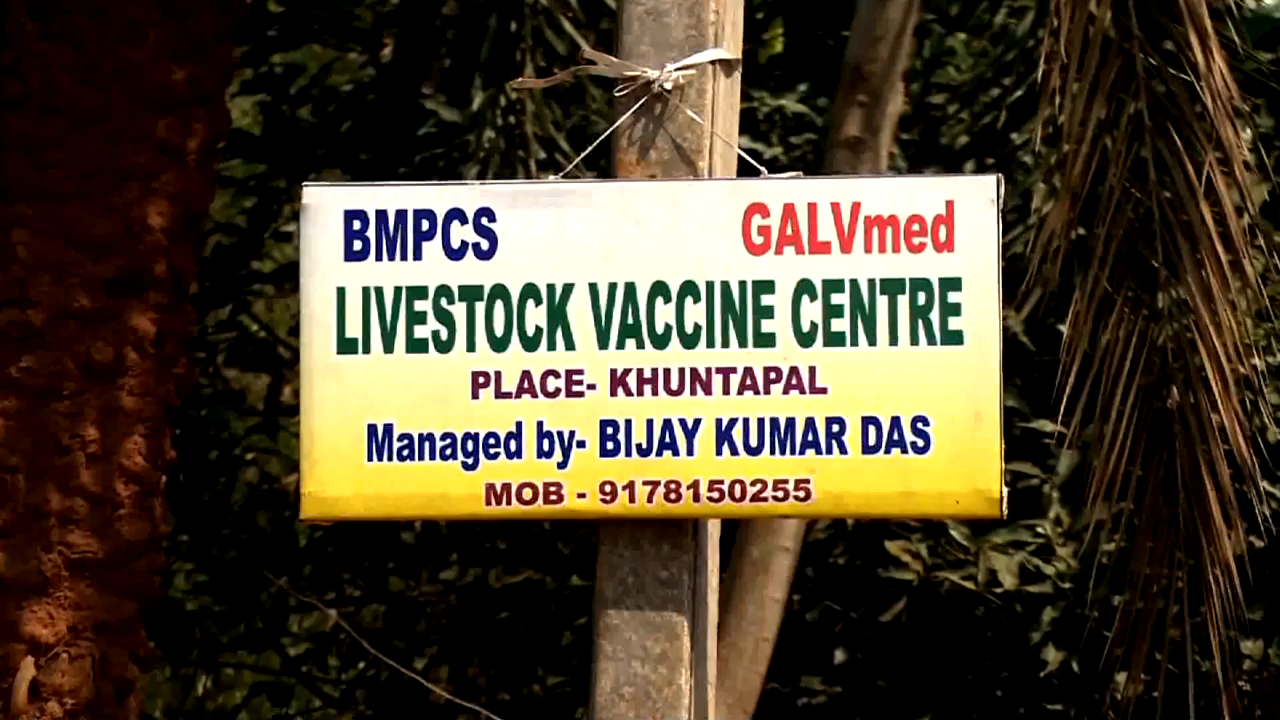 BMPCS GALVmed
LIVESTOCK VACCINE CENTRE
PLACE- KHUNTAPAL
Managed by- BIJAY KUMAR DAS
MOB - 9178150255